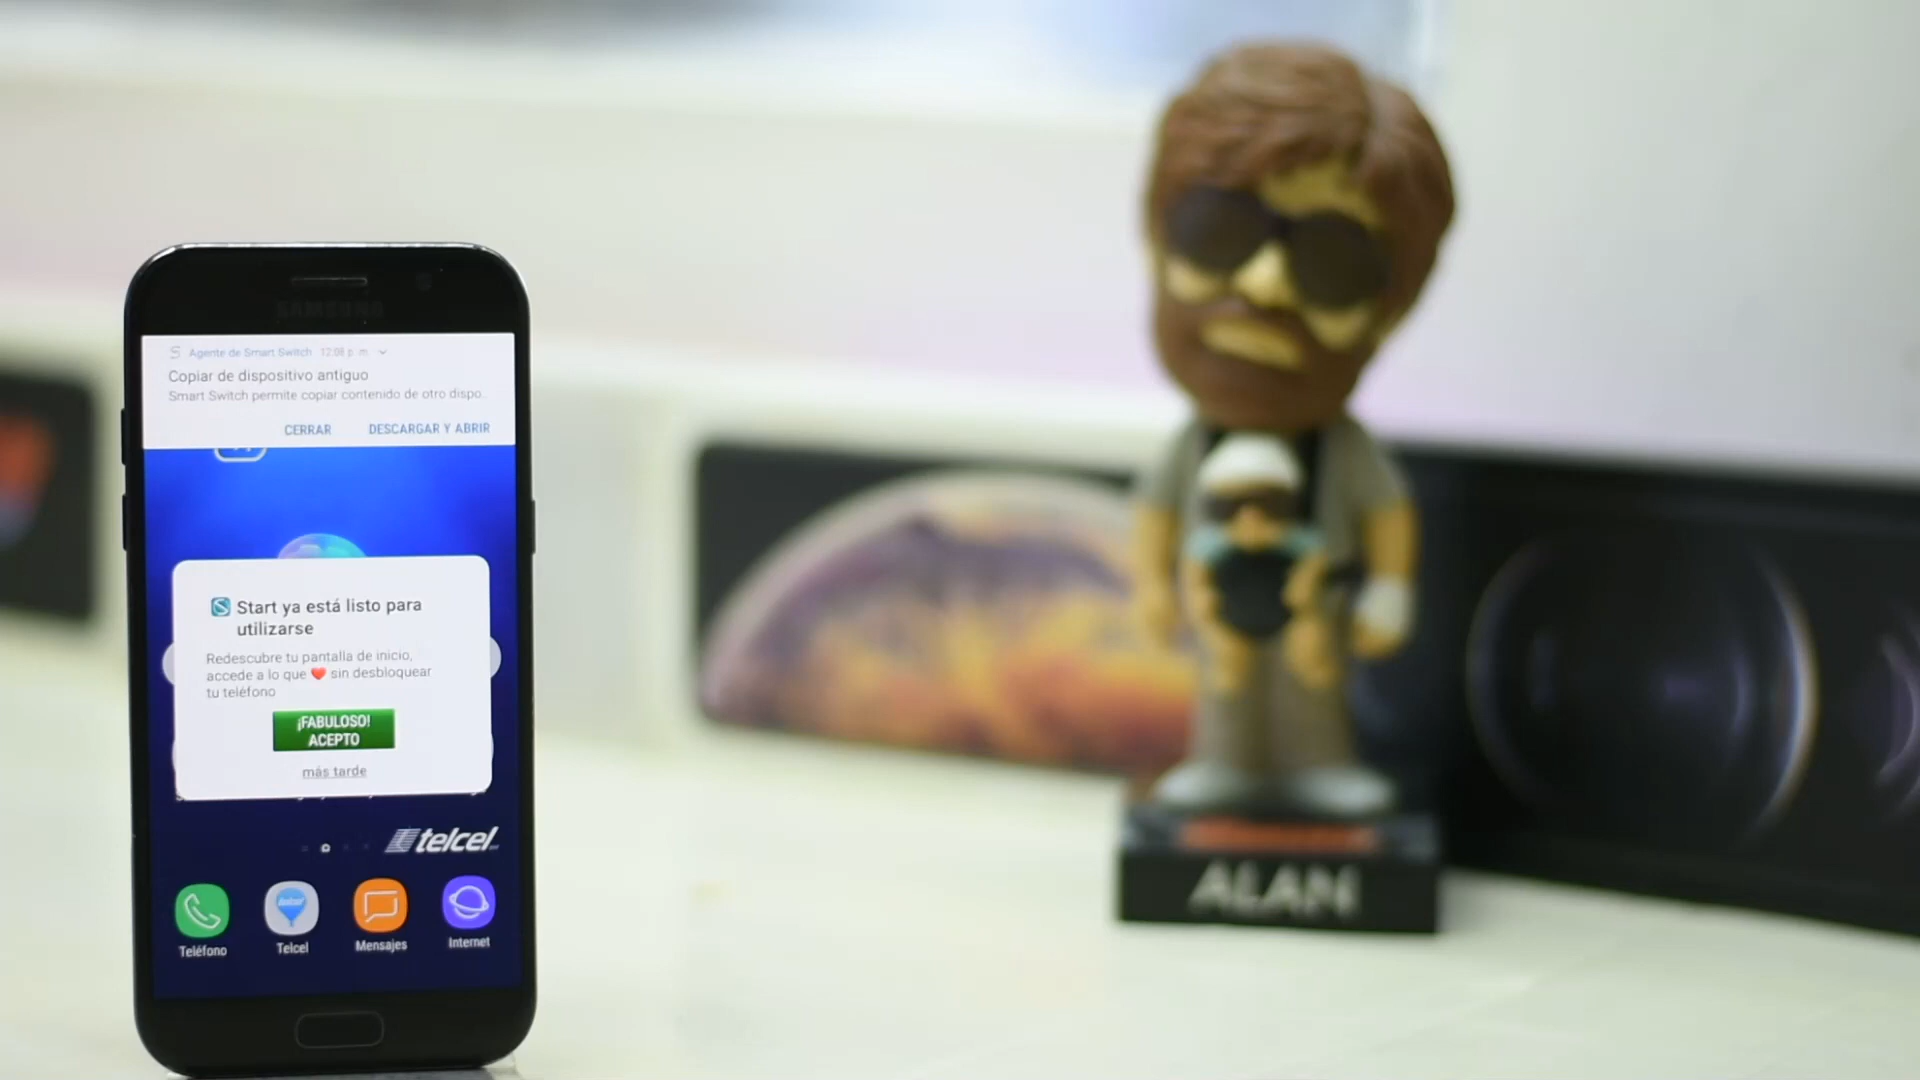 SAMSUNG
Agente de Smart Switch 12:08 p. m.
Copiar de dispositivo antiguo
Smart Switch permite copiar contenido de otro dispo..
CERRAR DESCARGAR Y ABRIR
Start ya está listo para
utilizarse
Redescubre tu pantalla de inicio,
accede a lo que ❤ sin desbloquear
tu teléfono
¡FABULOSO!
ACEPTO
más tarde
telcel
telcel
Teléfono Telcel Mensajes Internet
ALAN